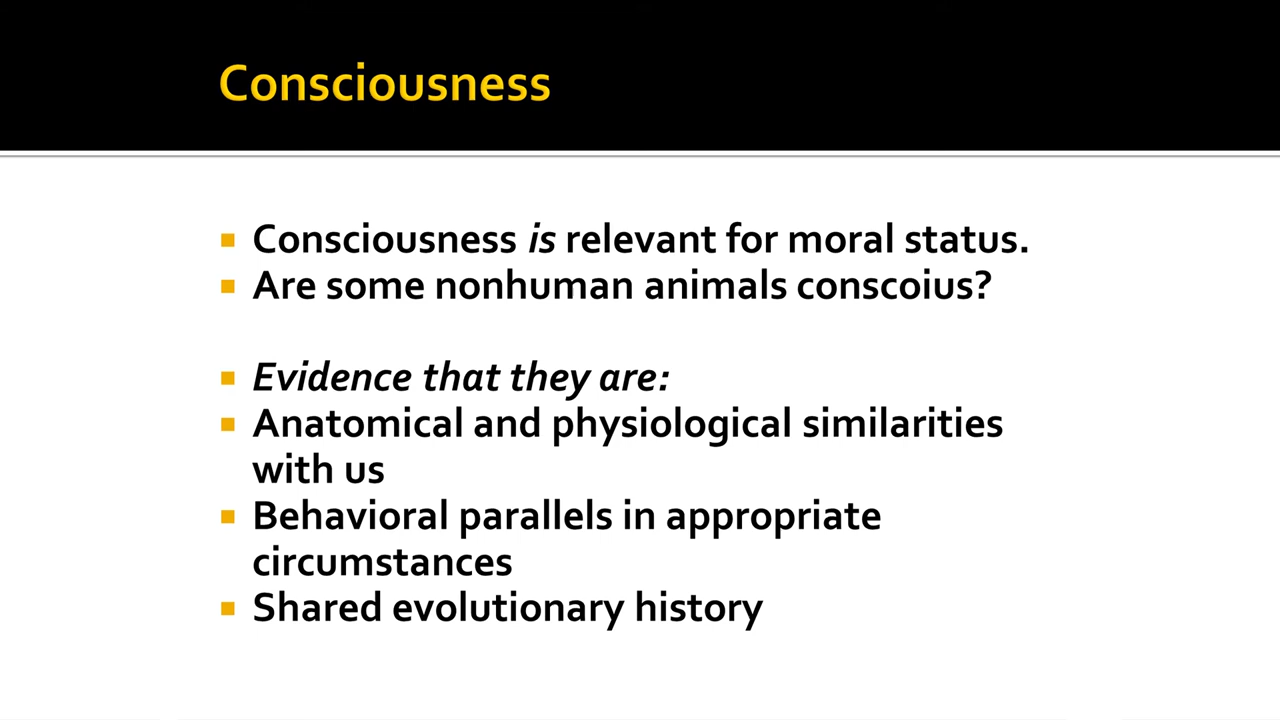 Consciousness
Consciousness is relevant for moral status.
Are some nonhuman animals conscoius?
Evidence that they are:
Anatomical and physiological similarities
with us
Behavioral parallels in appropriate
circumstances
Shared evolutionary history